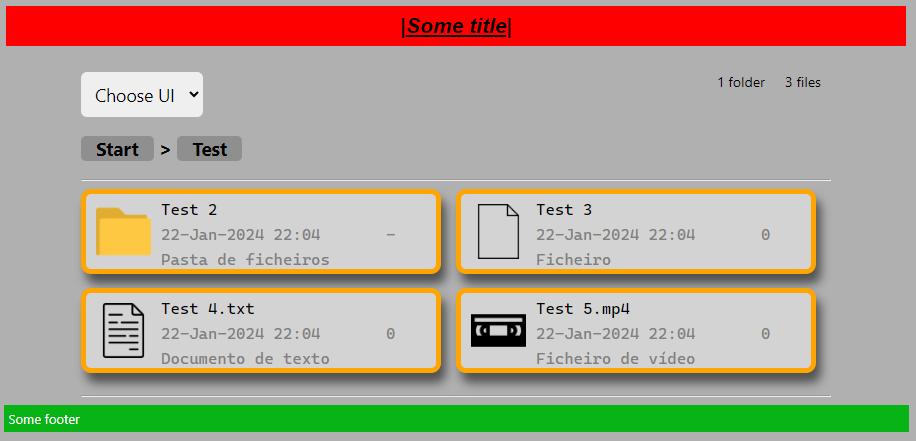 |Some title|
Choose UI
1 folder 3 files
Start > Test
Test 2
22-Jan-2024 22:04 -
Pasta de ficheiros
Test 3
22-Jan-2024 22:04 0
Ficheiro
Test 4.txt
22-Jan-2024 22:04 0
Documento de texto
Test 5.mp4
22-Jan-2024 22:04 0
Ficheiro de vídeo
Some footer